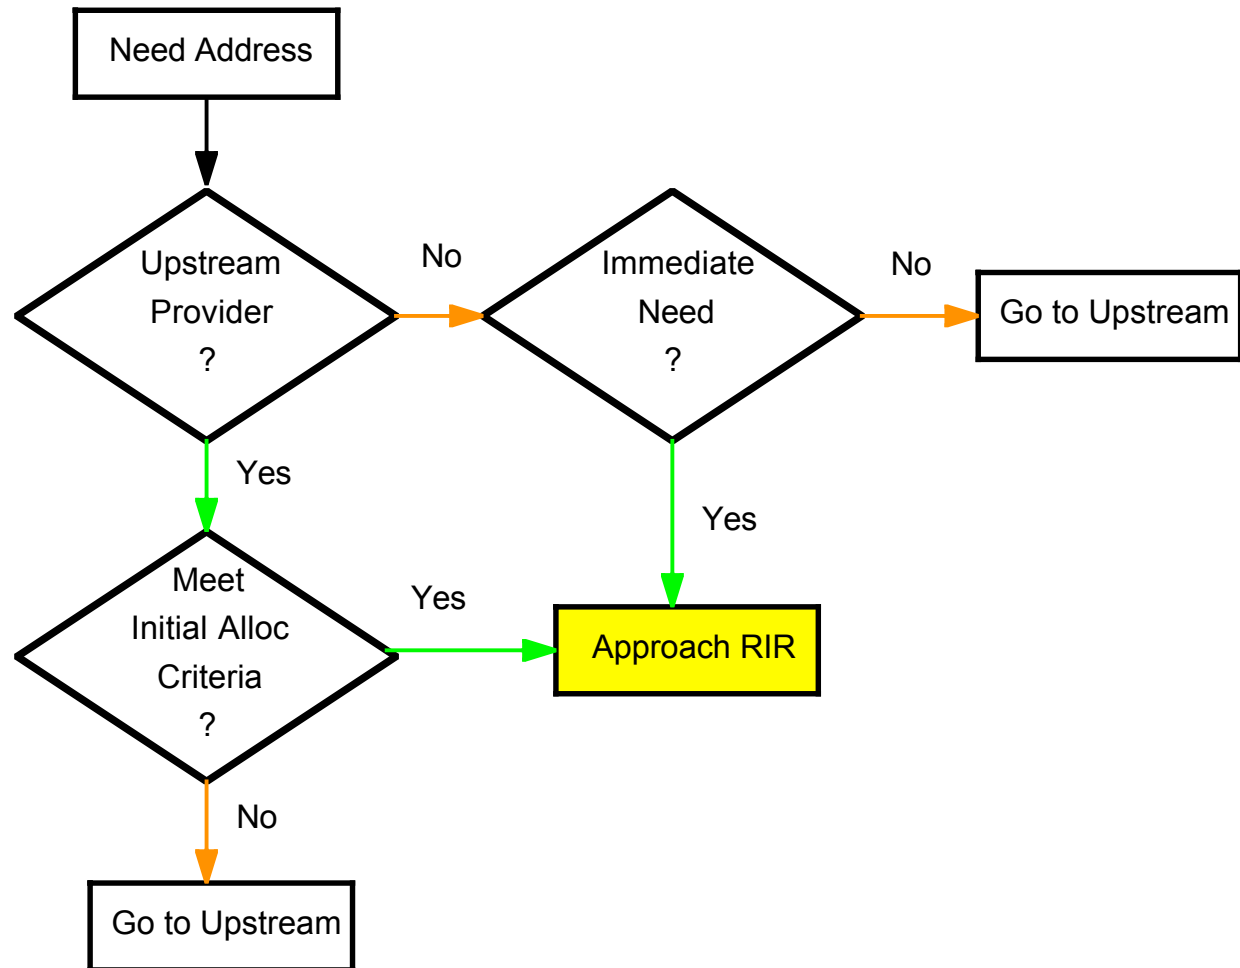 Need Address
Upstream
Provider
?
No
Immediate
Need
?
No
Go to Upstream
Yes
Yes
Meet
Initial Alloc
Criteria
?
Yes
Approach RIR
No
Go to Upstream